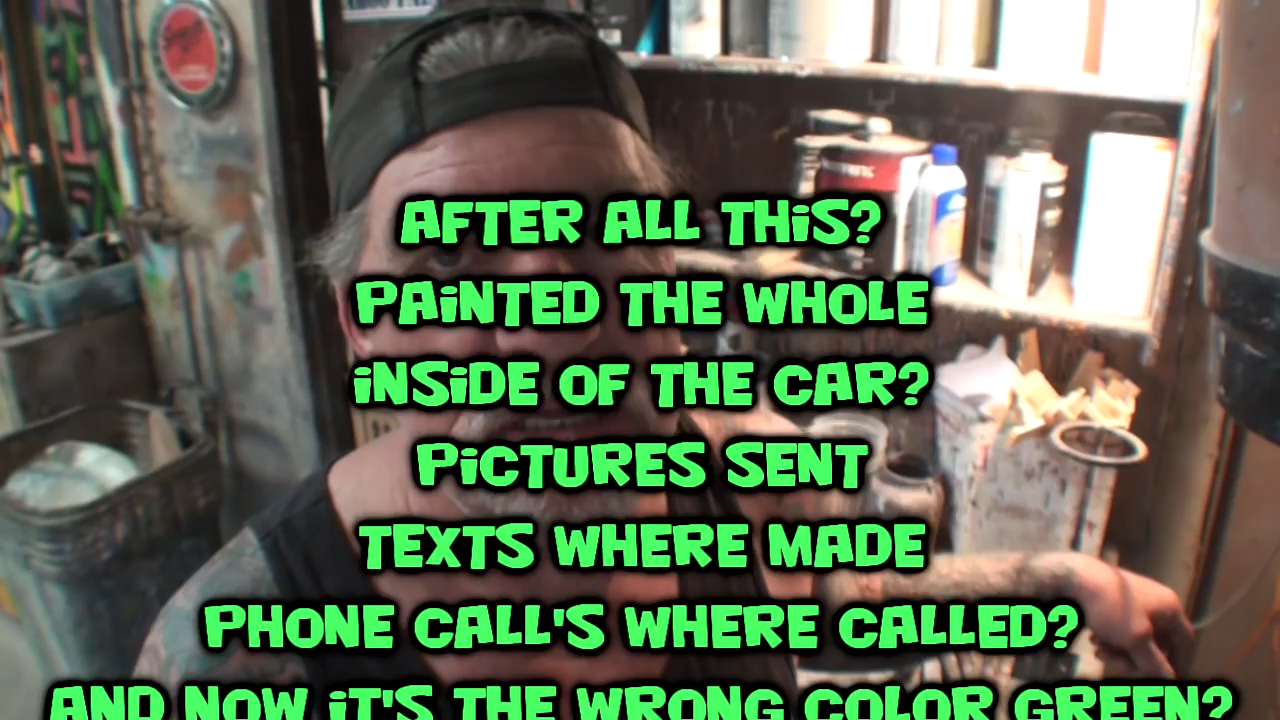 AFTER ALL THiS?
PAiNTED THE WHOLE
iNSiDE OF THE CAR?
PiCTURES SENT
TEXTS WHERE MADE
PHONE CALL'S WHERE CALLED?
AND NOW iT'S THE WRONG COLOR GREEN?